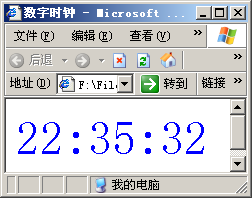 数字时钟 - Microsoft ...
文件(F) 编辑(E) 查看(V) »
后退 »
地址(D) F:\File 转到 链接 »
22:35:32
我的电脑